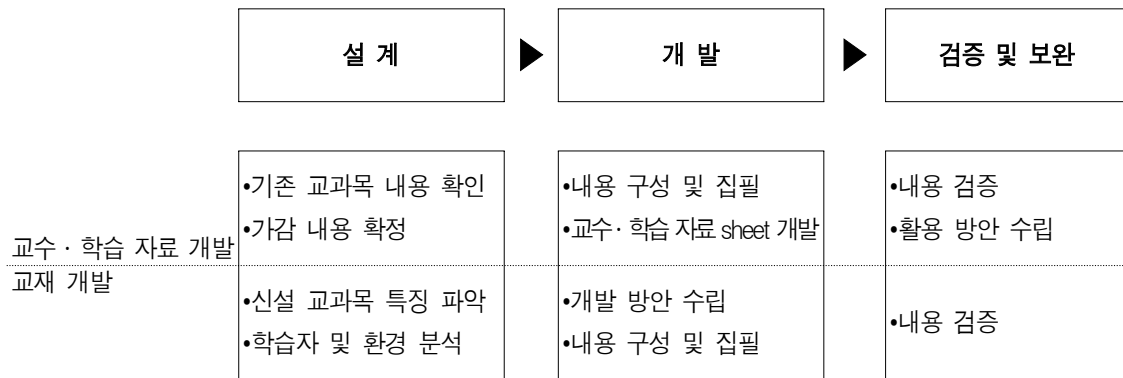 설 계 ▶ 개 발 ▶ 검증 및 보완
교수·학습 자료 개발
•기존 교과목 내용 확인
•가감 내용 확정
•내용 구성 및 집필
•교수·학습 자료 sheet 개발
•내용 검증
•활용 방안 수립
교재 개발
•신설 교과목 특징 파악
•학습자 및 환경 분석
•개발 방안 수립
•내용 구성 및 집필
•내용 검증